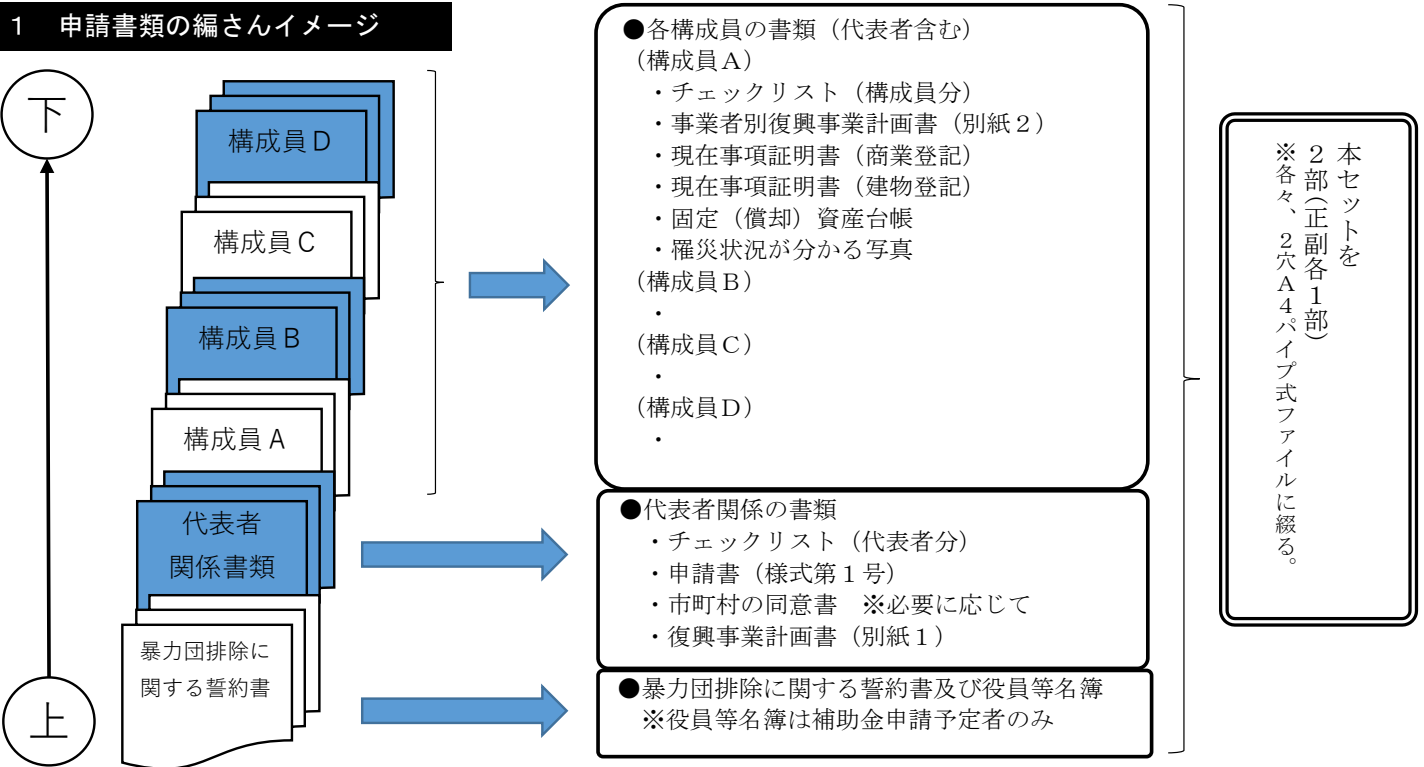 １　申請書類の編さんイメージ
下
構成員Ｄ
構成員Ｃ
構成員Ｂ
構成員Ａ
代表者
関係書類
暴力団排除に
関する誓約書
上
●各構成員の書類（代表者含む）
（構成員Ａ）
・チェックリスト（構成員分）
・事業者別復興事業計画書（別紙２）
・現在事項証明書（商業登記）
・現在事項証明書（建物登記）
・固定（償却）資産台帳
・罹災状況が分かる写真
（構成員Ｂ）
・
（構成員Ｃ）
・
（構成員Ｄ）
・
●代表者関係の書類
・チェックリスト（代表者分）
・申請書（様式第１号）
・市町村の同意書　※必要に応じて
・復興事業計画書（別紙１）
●暴力団排除に関する誓約書及び役員等名簿
※役員等名簿は補助金申請予定者のみ
本セットを
２部（正副各１部）
※各々、２穴Ａ４パイプ式ファイルに綴る。